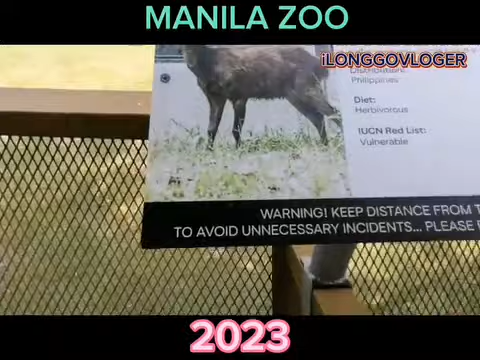 MANILA ZOO
iLONGGOVLOGER
Philippines
Diet:
Herbivorous
IUCN Red List:
Vulnerable
WARNING! KEEP DISTANCE FROM
TO AVOID UNNECESSARY INCIDENTS... PLEASE
2023